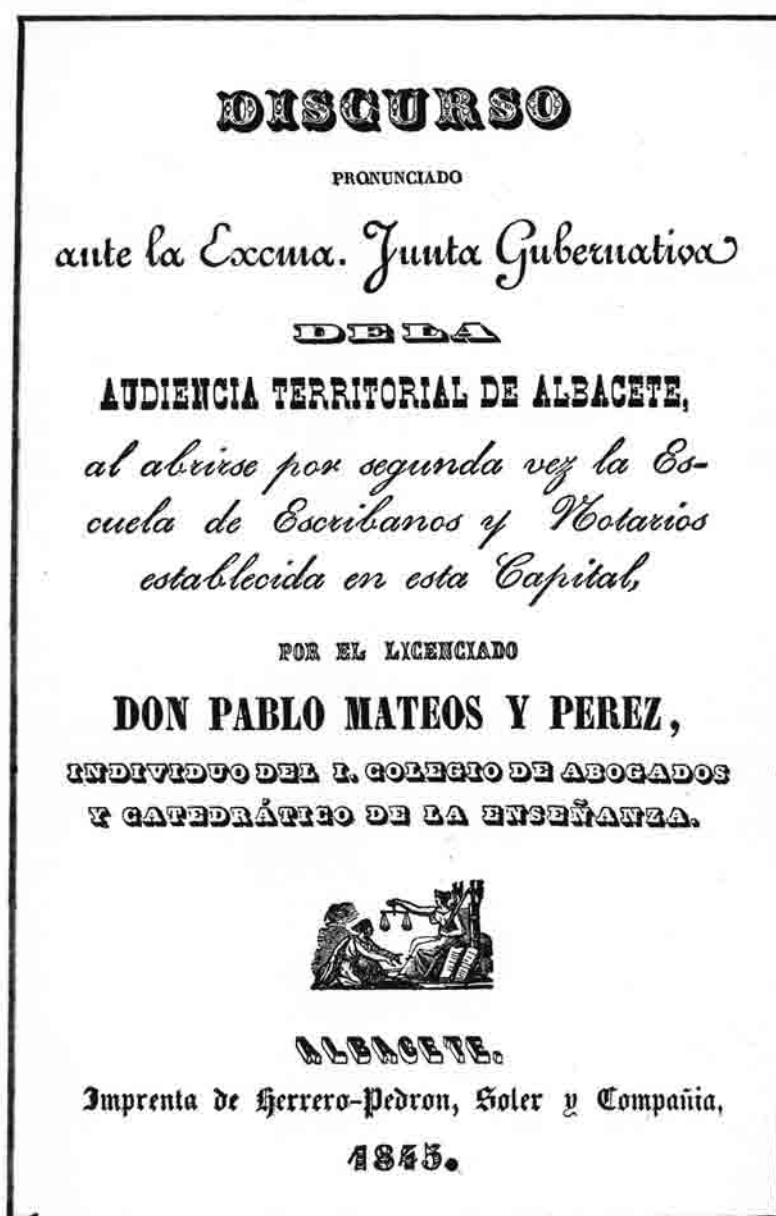 DISCURSO
PRONUNCIADO
ante la Excma. Junta Gubernativa
DE LA
AUDIENCIA TERRITORIAL DE ALBACETE,
al abrirse por segunda vez la Es-
cuela de Escribanos y Notarios
establecida en esta Capital,
POR EL LICENCIADO
DON PABLO MATEOS Y PEREZ,
INDIVIDUO DEL I. COLEGIO DE ABOGADOS
Y CATEDRÁTICO DE LA ENSEÑANZA.
ALBACETE.
Imprenta de Herrero-Pedron, Soler y Compañia,
1845.